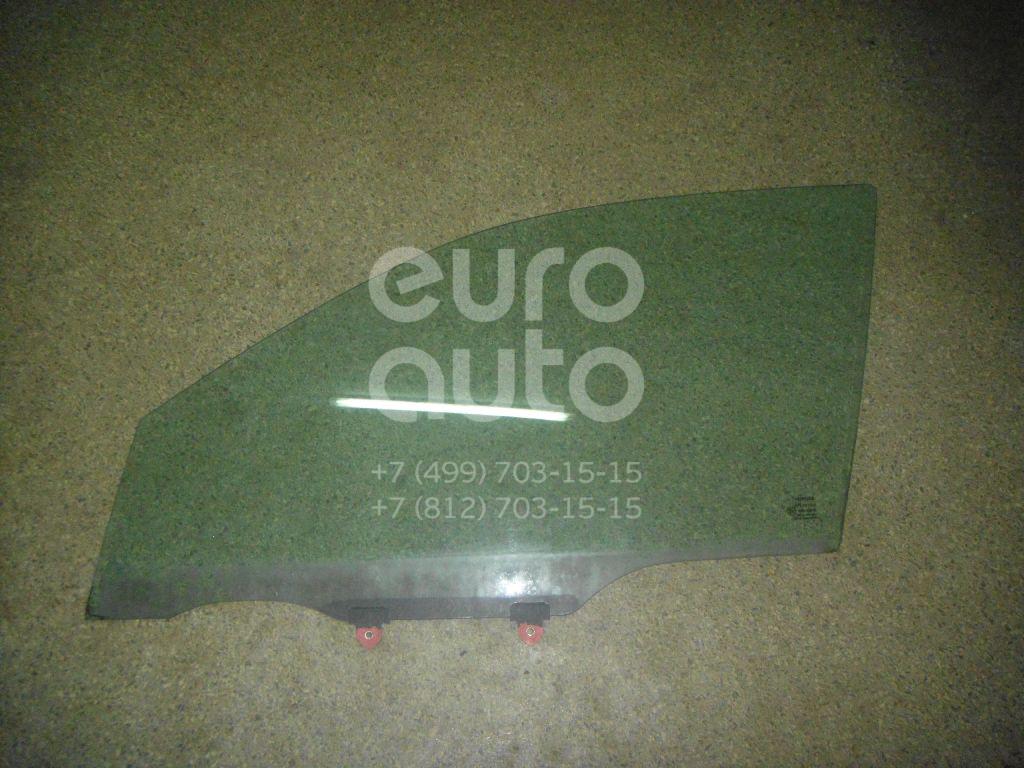 euro
auto
+7 (499) 703-15-15
+7 (812) 703-15-15